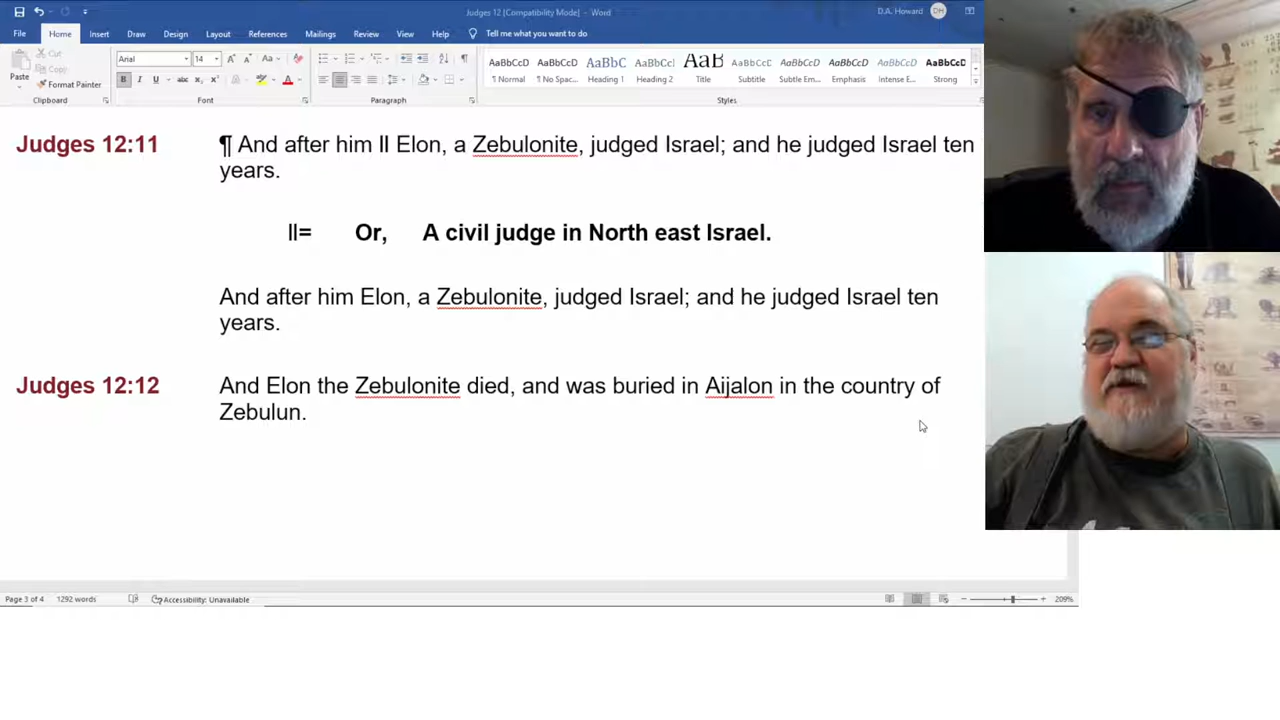 Judges 12 [Compatibility Mode] - Word
D.A. Howard
DH
File Home Insert Draw Design Layout References Mailings Review View Help Tell me what you want to do
Paste
Cut
Copy
Format Painter
Clipboard
Arial 14
Font
Paragraph
AaBbCcD AaBbCcD AaBbC AaBbCcI AaB AaBbCcD AaBbCcD AaBbCcD AaBbCcD AaBbCcD
¶ Normal ¶ No Spac... Heading 1 Heading 2 Title Subtitle Subtle Em... Emphasis Intense E... Strong
Styles
Judges 12:11 ¶ And after him ll Elon, a Zebulonite, judged Israel; and he judged Israel ten
years.
ll= Or, A civil judge in North east Israel.
And after him Elon, a Zebulonite, judged Israel; and he judged Israel ten
years.
Judges 12:12 And Elon the Zebulonite died, and was buried in Aijalon in the country of
Zebulun.
Page 3 of 4 1292 words Accessibility: Unavailable 209%